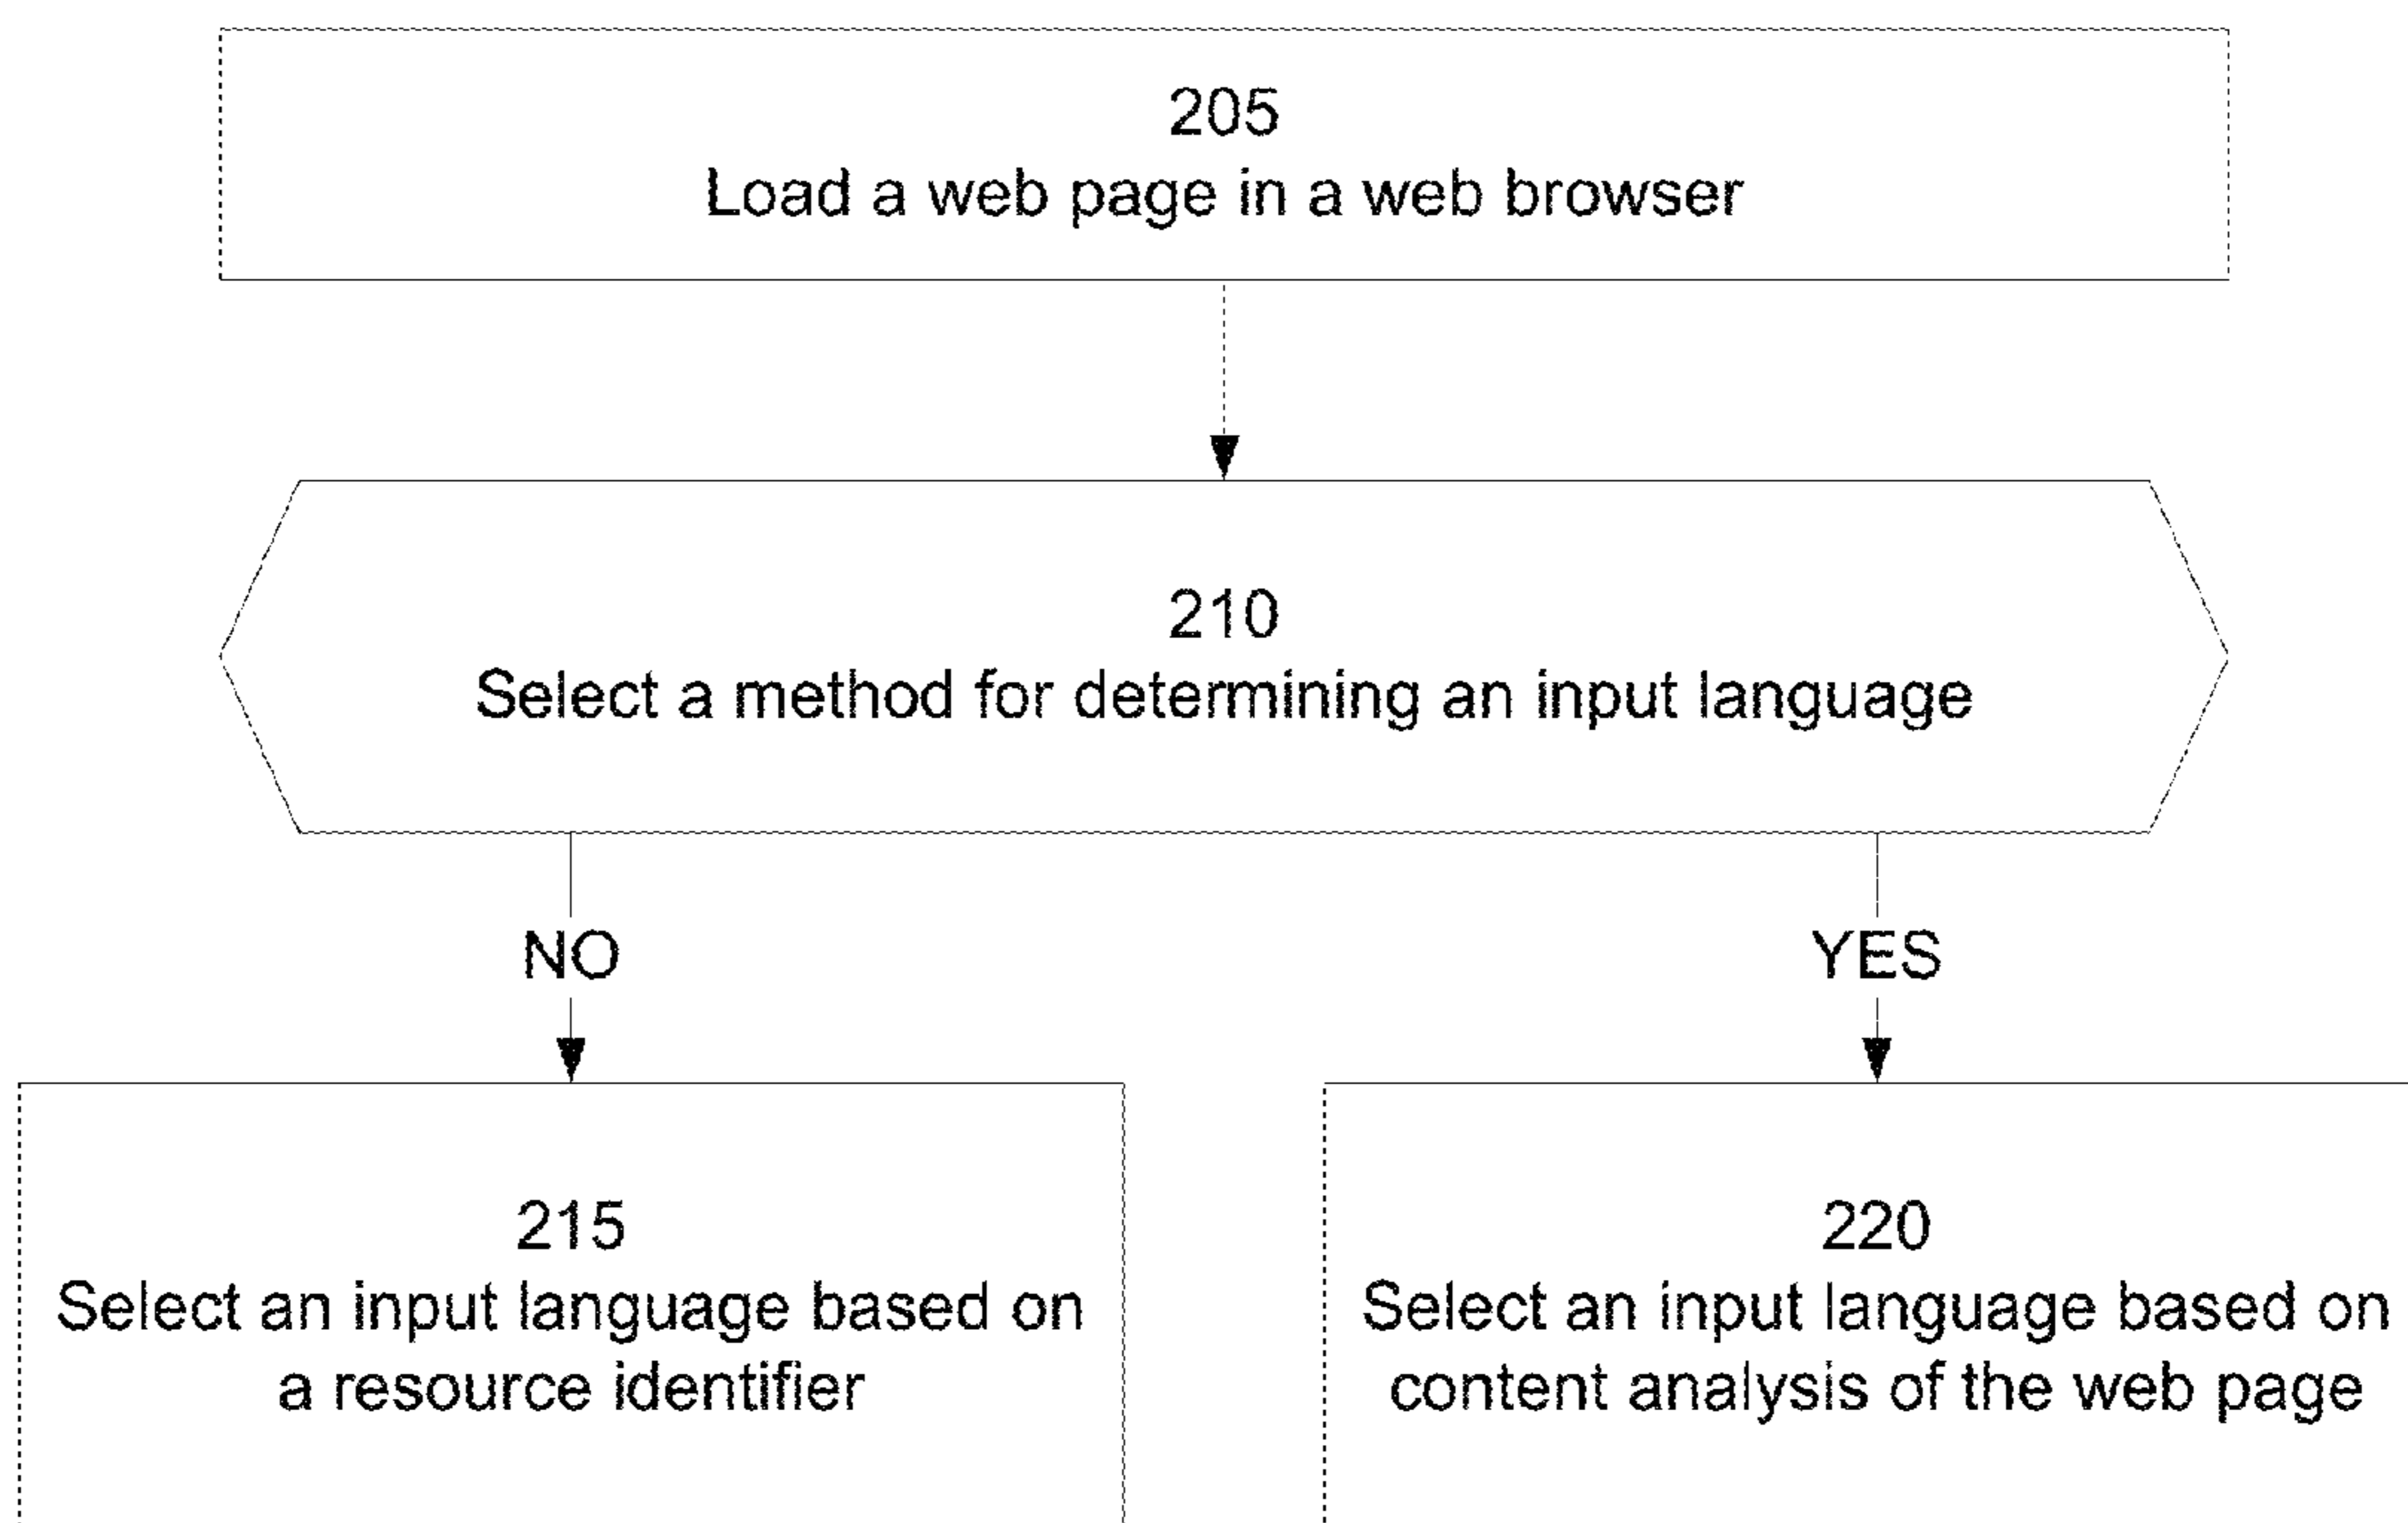 205
Load a web page in a web browser
210
Select a method for determining an input language
NO
YES
215
Select an input language based on
a resource identifier
220
Select an input language based on
content analysis of the web page